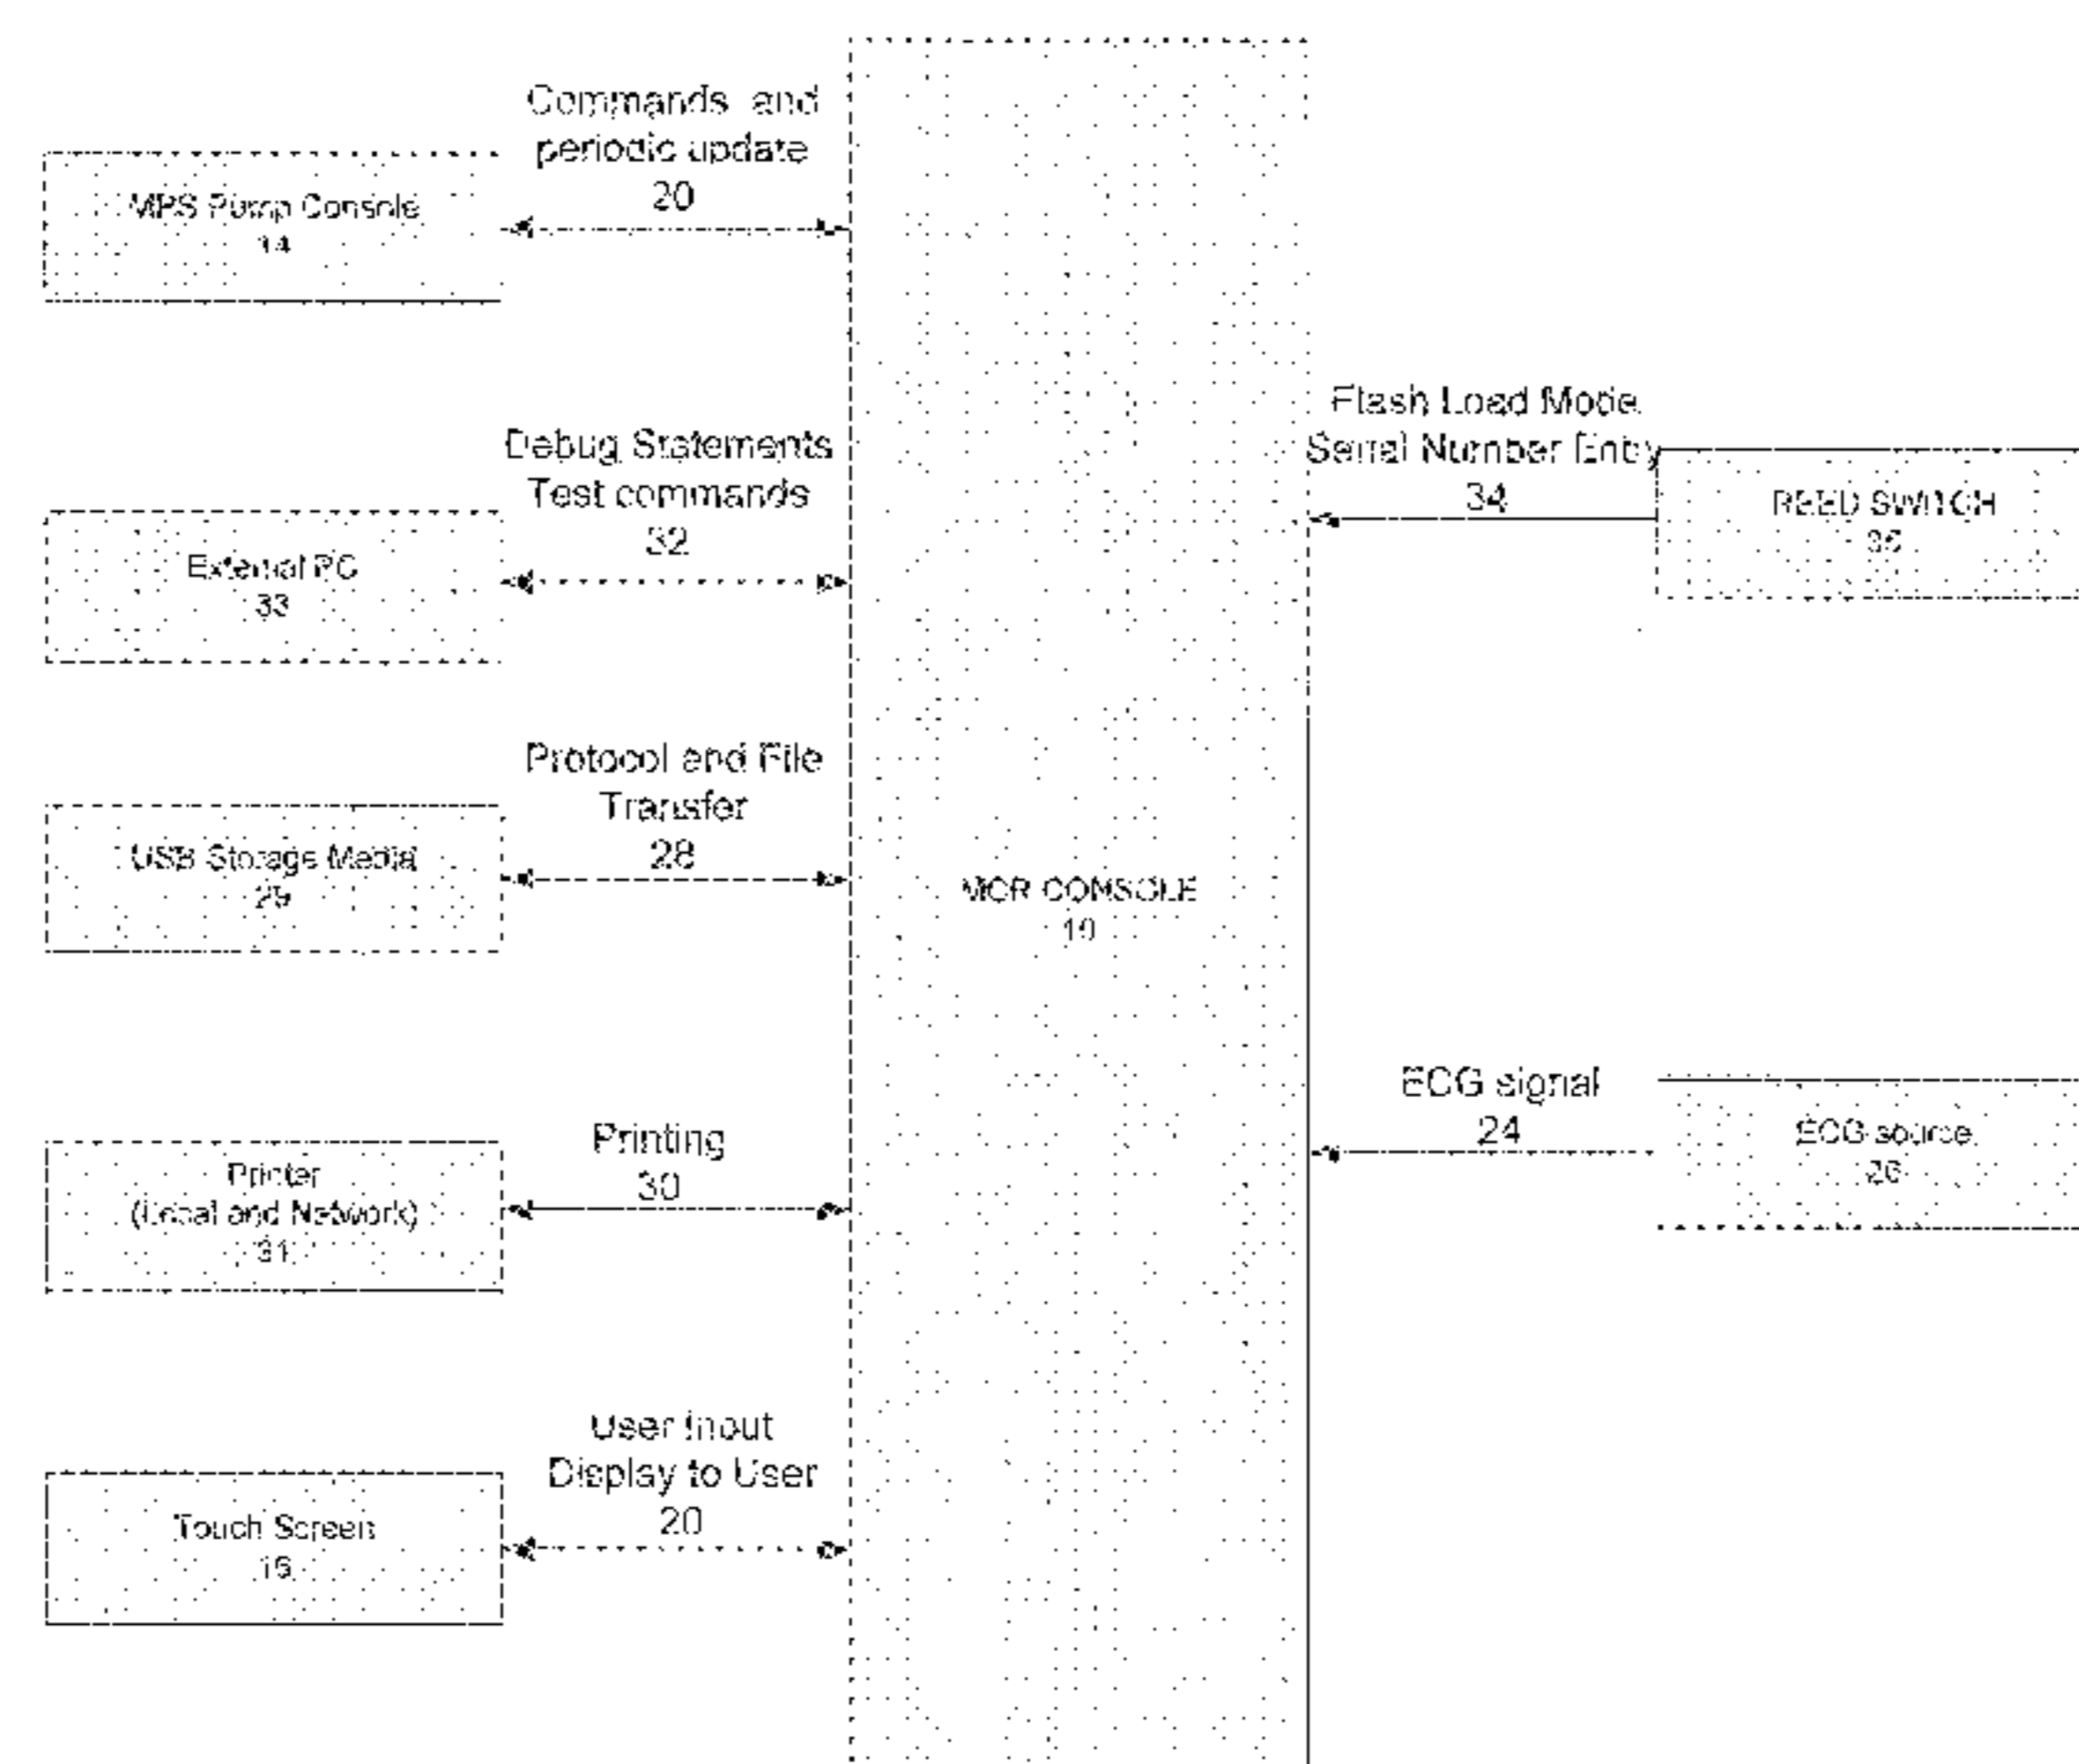 Commands and
periodic update
20
MPS Pump Console
14
Debug Statements
Test commands
32
External PC
33
Protocol and File
Transfer
28
USB Storage Media
29
Printing
30
Printer
(Local and Network)
31
User Input
Display to User
20
Touch Screen
MCR CONSOLE
10
Flash Load Mode
Serial Number Entry
34
REED SWITCH
35
ECG signal
24
ECG source
26